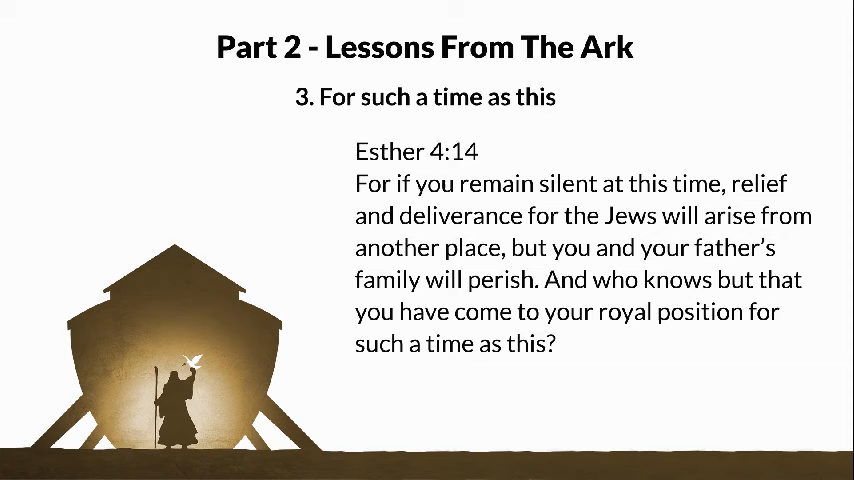 Part 2 - Lessons From The Ark
3. For such a time as this
Esther 4:14
For if you remain silent at this time, relief
and deliverance for the Jews will arise from
another place, but you and your father’s
family will perish. And who knows but that
you have come to your royal position for
such a time as this?